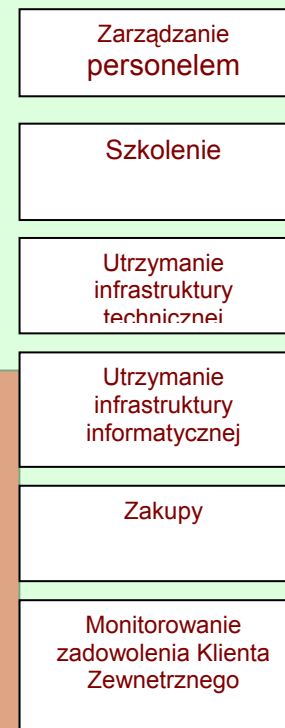 Zarządzanie
personelem
Szkolenie
Utrzymanie
infrastruktury
technicznej
Utrzymanie
infrastruktury
informatycznej
Zakupy
Monitorowanie
zadowolenia Klienta
Zewnetrznego